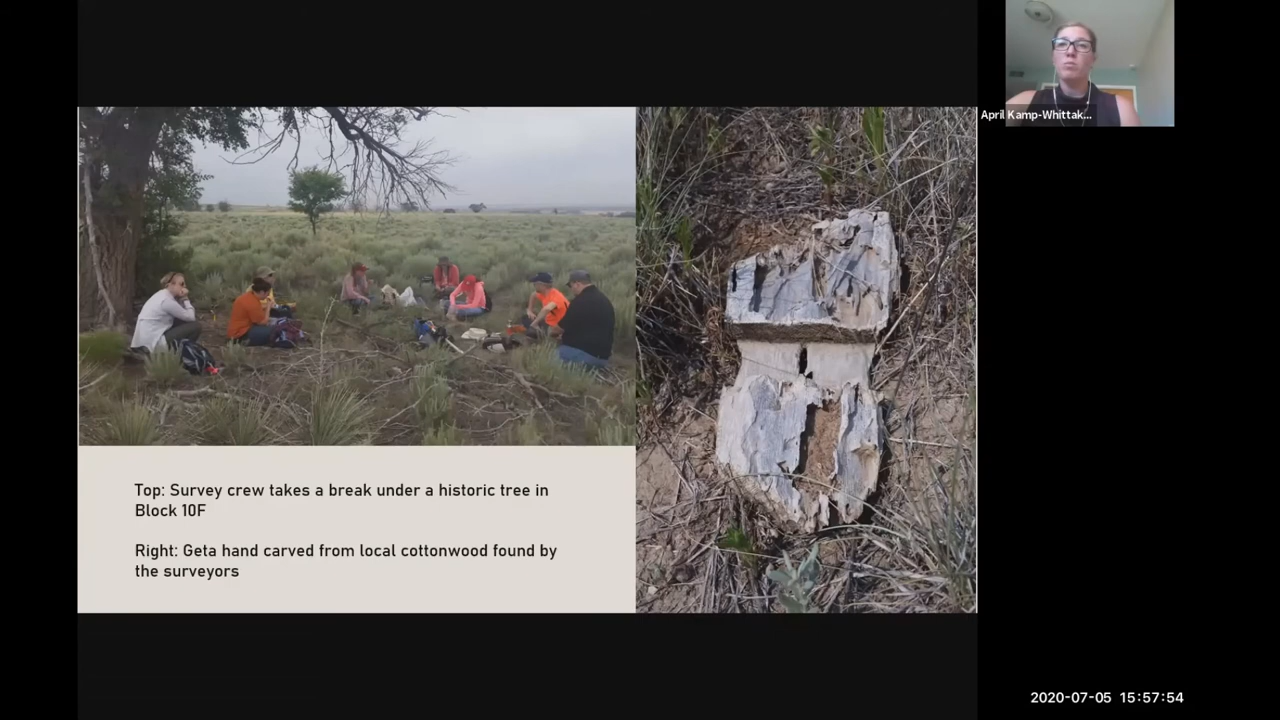 April Kamp-Whittak...
Top: Survey crew takes a break under a historic tree in
Block 10F
Right: Geta hand carved from local cottonwood found by
the surveyors
2020-07-05 15:57:54